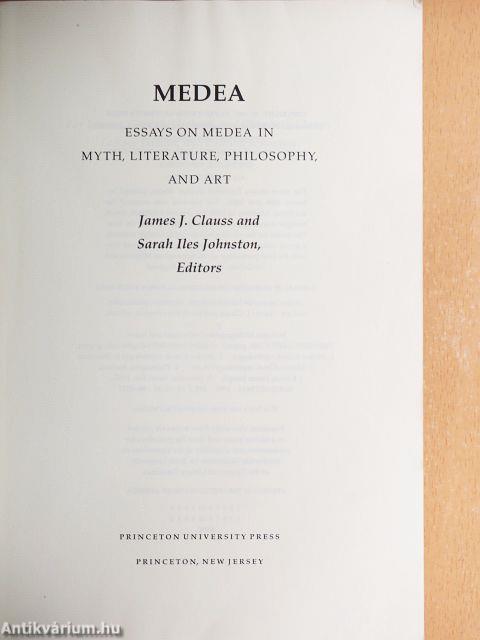 MEDEA
ESSAYS ON MEDEA IN
MYTH, LITERATURE, PHILOSOPHY,
AND ART
James J. Clauss and
Sarah Iles Johnston,
Editors
PRINCETON UNIVERSITY PRESS
PRINCETON, NEW JERSEY
Antikvárium.hu